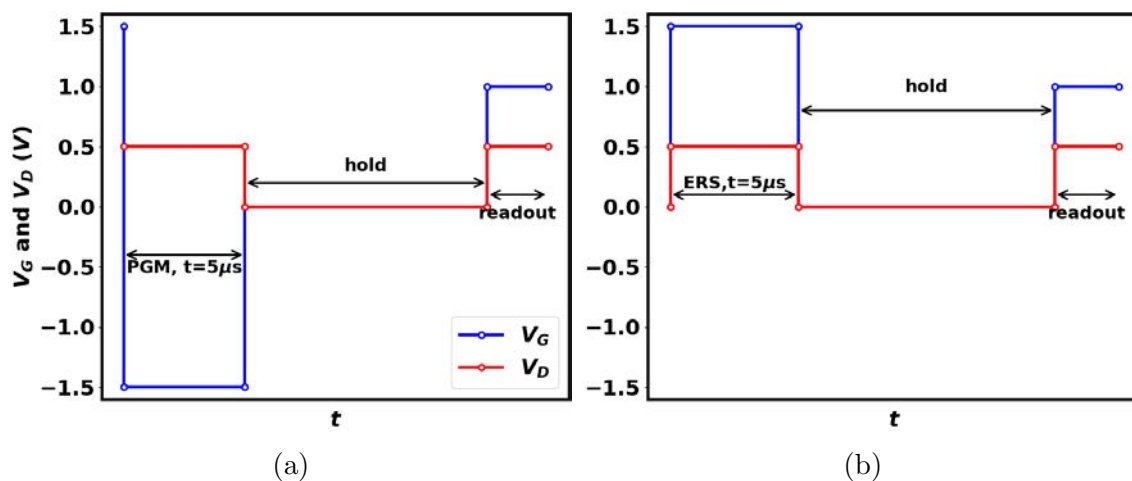 V_G and V_D (V)
1.5
1.0
0.5
0.0
−0.5
−1.0
−1.5
hold
readout
PGM, t=5μs
V_G
V_D
t
(a)
1.5
1.0
0.5
0.0
−0.5
−1.0
−1.5
hold
ERS,t=5μs
readout
t
(b)